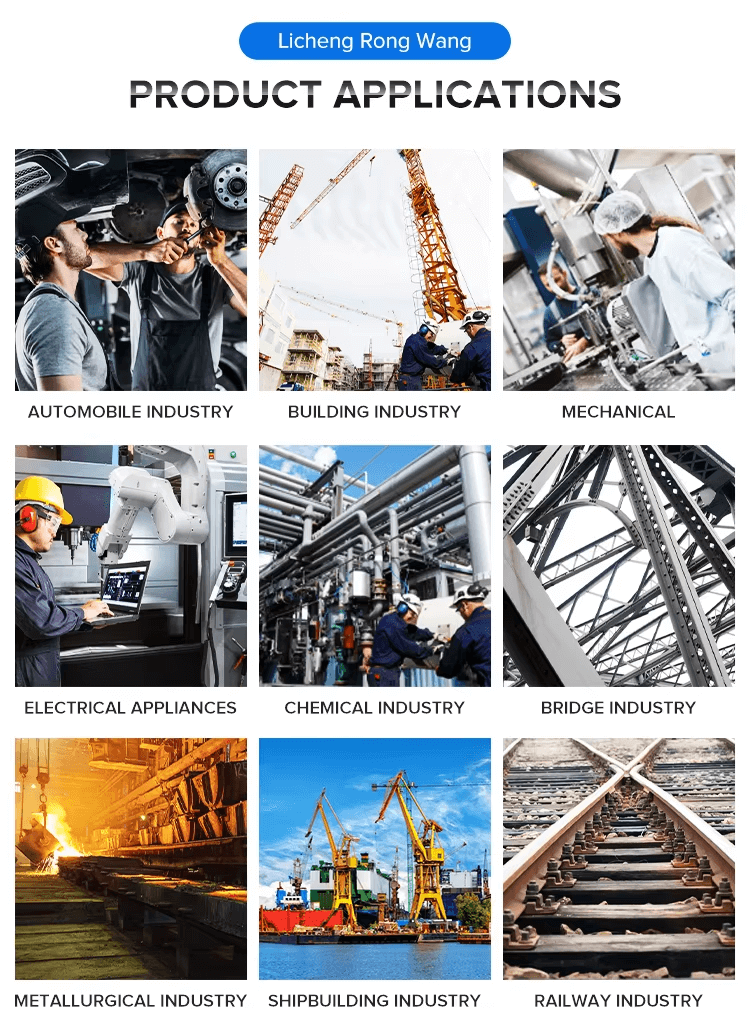 Licheng Rong Wang
PRODUCT APPLICATIONS
AUTOMOBILE INDUSTRY
BUILDING INDUSTRY
MECHANICAL
ELECTRICAL APPLIANCES
CHEMICAL INDUSTRY
BRIDGE INDUSTRY
METALLURGICAL INDUSTRY
SHIPBUILDING INDUSTRY
RAILWAY INDUSTRY